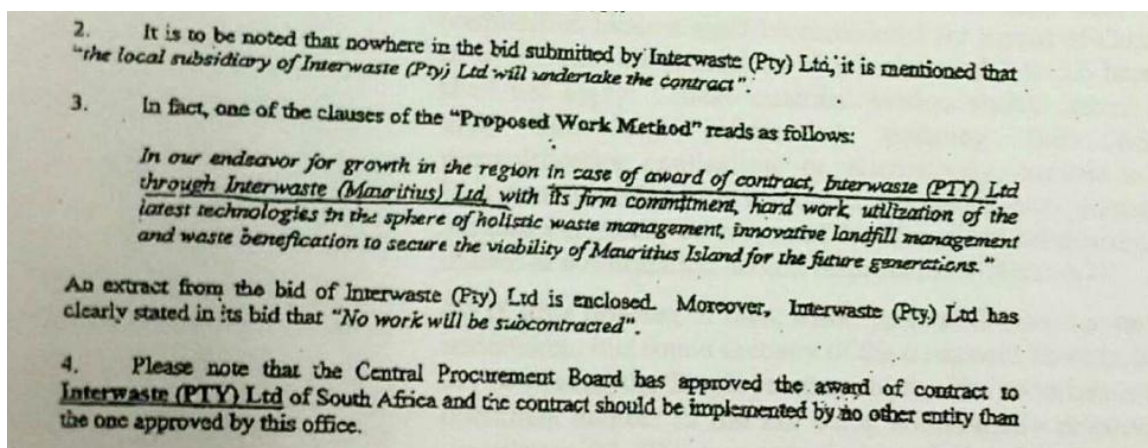 2. It is to be noted that nowhere in the bid submitted by Interwaste (Pty) Ltd, it is mentioned that
"the local subsidiary of Interwaste (Pty) Ltd will undertake the contract".
3. In fact, one of the clauses of the "Proposed Work Method" reads as follows:
In our endeavor for growth in the region in case of award of contract, Interwaste (PTY) Ltd
through Interwaste (Mauritius) Ltd, with its firm commitment, hard work, utilization of the
latest technologies in the sphere of holistic waste management, innovative landfill management
and waste benefication to secure the viability of Mauritius Island for the future generations."
An extract from the bid of Interwaste (Pty) Ltd is enclosed. Moreover, Interwaste (Pty.) Ltd has
clearly stated in its bid that "No work will be subcontracted".
4. Please note that the Central Procurement Board has approved the award of contract to
Interwaste (PTY) Ltd of South Africa and the contract should be implemented by no other entity than
the one approved by this office.